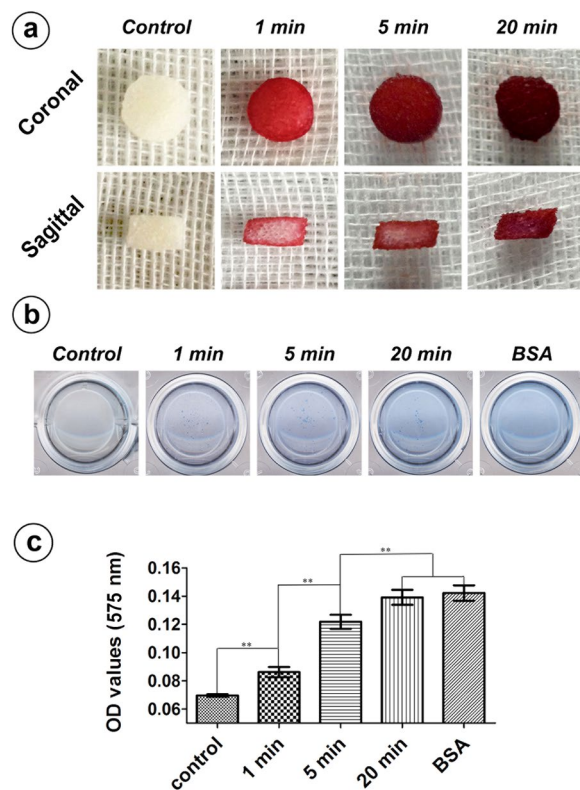 a
Control 1 min 5 min 20 min
Coronal
Sagittal
b
Control 1 min 5 min 20 min BSA
c
OD values (575 nm)
0.16
0.14
0.12
0.10
0.08
0.06
**
**
**
control 1 min 5 min 20 min BSA